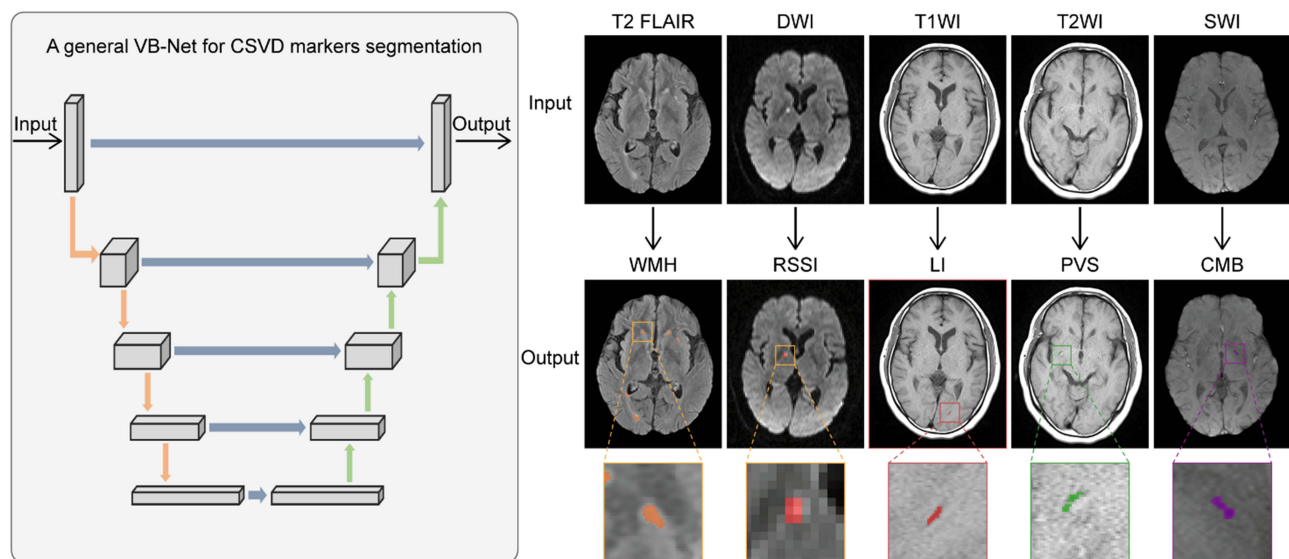 A general VB-Net for CSVD markers segmentation
Input
Output
T2 FLAIR
DWI
T1WI
T2WI
SWI
Input
WMH
RSSI
LI
PVS
CMB
Output